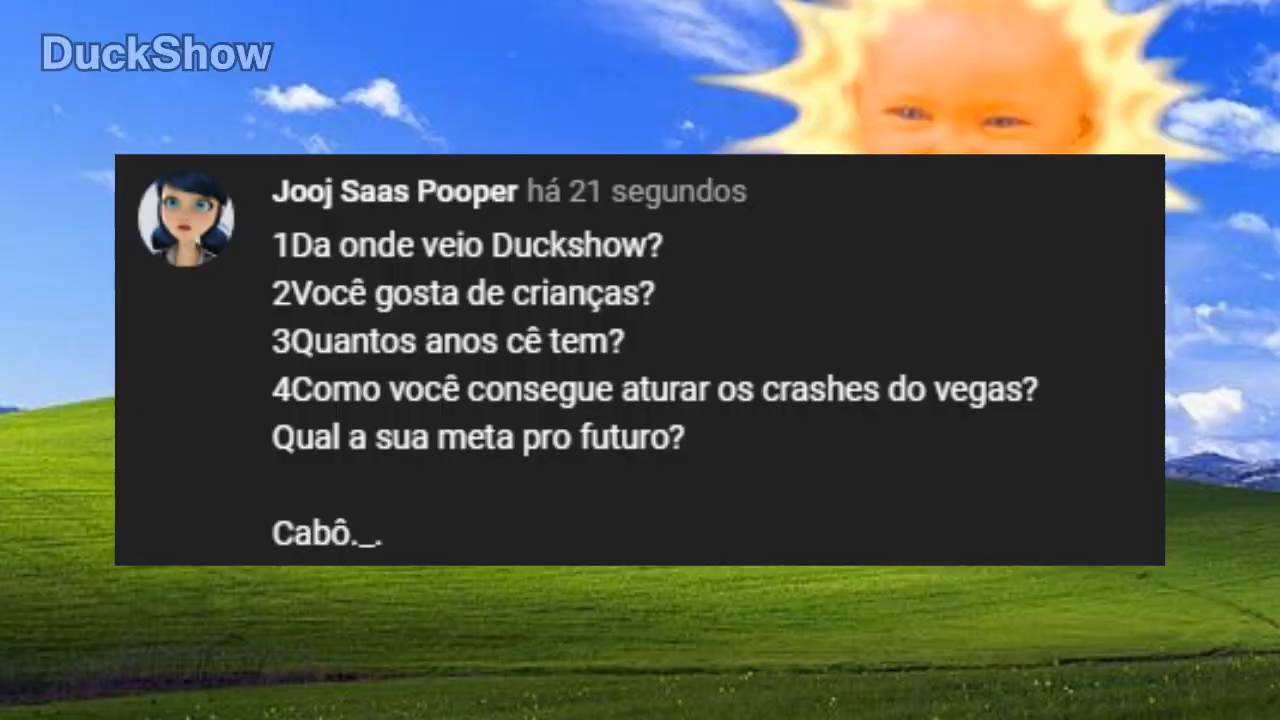 DuckShow
Jooj Saas Pooper há 21 segundos
1Da onde veio Duckshow?
2Você gosta de crianças?
3Quantos anos cê tem?
4Como você consegue aturar os crashes do vegas?
Qual a sua meta pro futuro?
Cabô._.